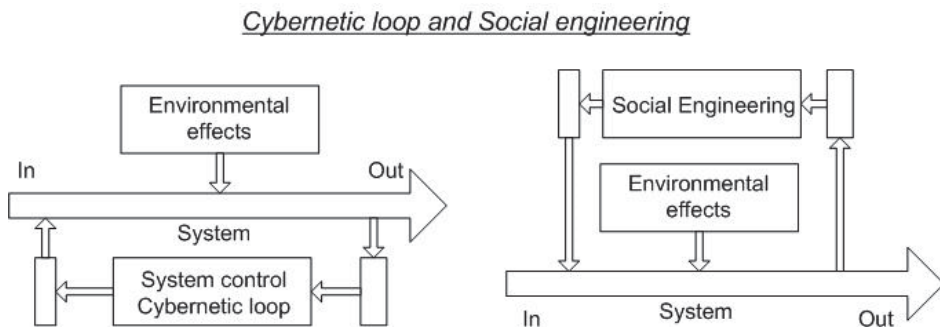 Cybernetic loop and Social engineering
Environmental
effects
In
Out
System
System control
Cybernetic loop
Social Engineering
Environmental
effects
System
In
Out